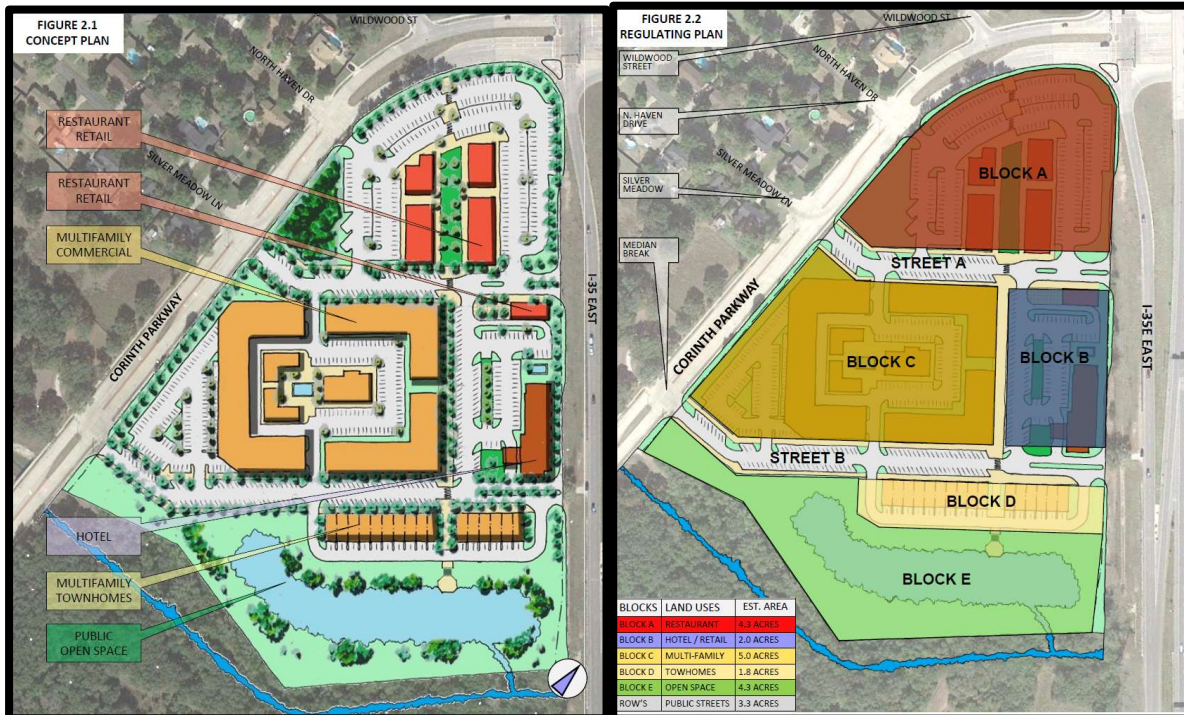 FIGURE 2.1
CONCEPT PLAN
WILDWOOD ST
NORTH HAVEN DR
RESTAURANT
RETAIL
SILVER MEADOW LN
RESTAURANT
RETAIL
MULTIFAMILY
COMMERCIAL
CORINTH PARKWAY
I-35 EAST
HOTEL
MULTIFAMILY
TOWNHOMES
PUBLIC
OPEN SPACE
FIGURE 2.2
REGULATING PLAN
WILDWOOD ST
WILDWOOD
STREET
NORTH HAVEN DR
N. HAVEN
DRIVE
SILVER MEADOW LN
SILVER
MEADOW
MEDIAN
BREAK
BLOCK A
STREET A
CORINTH PARKWAY
BLOCK C
BLOCK B
I-35E EAST
STREET B
BLOCK D
BLOCK E
BLOCKS LAND USES EST. AREA
BLOCK A RESTAURANT 4.3 ACRES
BLOCK B HOTEL / RETAIL 2.0 ACRES
BLOCK C MULTI-FAMILY 5.0 ACRES
BLOCK D TOWHOMES 1.8 ACRES
BLOCK E OPEN SPACE 4.3 ACRES
ROW'S PUBLIC STREETS 3.3 ACRES